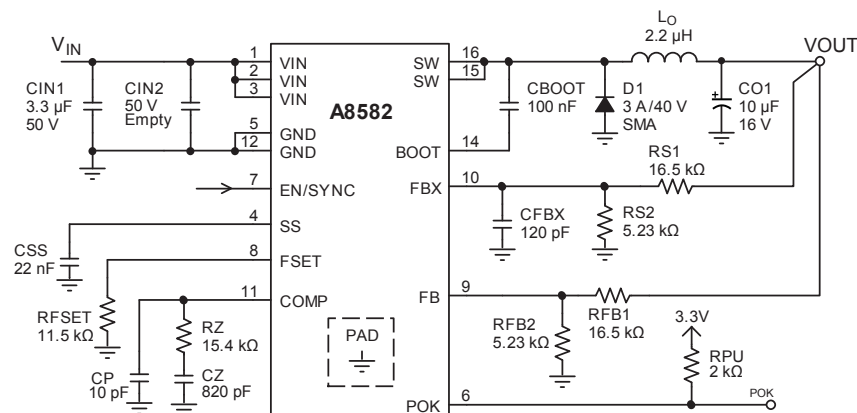 LO
2.2 µH
VIN
VOUT
1
VIN
2
VIN
3
VIN
CIN1
3.3 µF
50 V
CIN2
50 V
Empty
5
GND
12
GND
7
EN/SYNC
4
SS
CSS
22 nF
8
FSET
RFSET
11.5 kΩ
11
COMP
RZ
15.4 kΩ
CP
10 pF
CZ
820 pF
A8582
PAD
16
SW
15
SW
CBOOT
100 nF
D1
3 A/40 V
SMA
CO1
10 µF
16 V
+
14
BOOT
10
FBX
RS1
16.5 kΩ
CFBX
120 pF
RS2
5.23 kΩ
9
FB
RFB2
5.23 kΩ
RFB1
16.5 kΩ
3.3V
RPU
2 kΩ
6
POK
POK